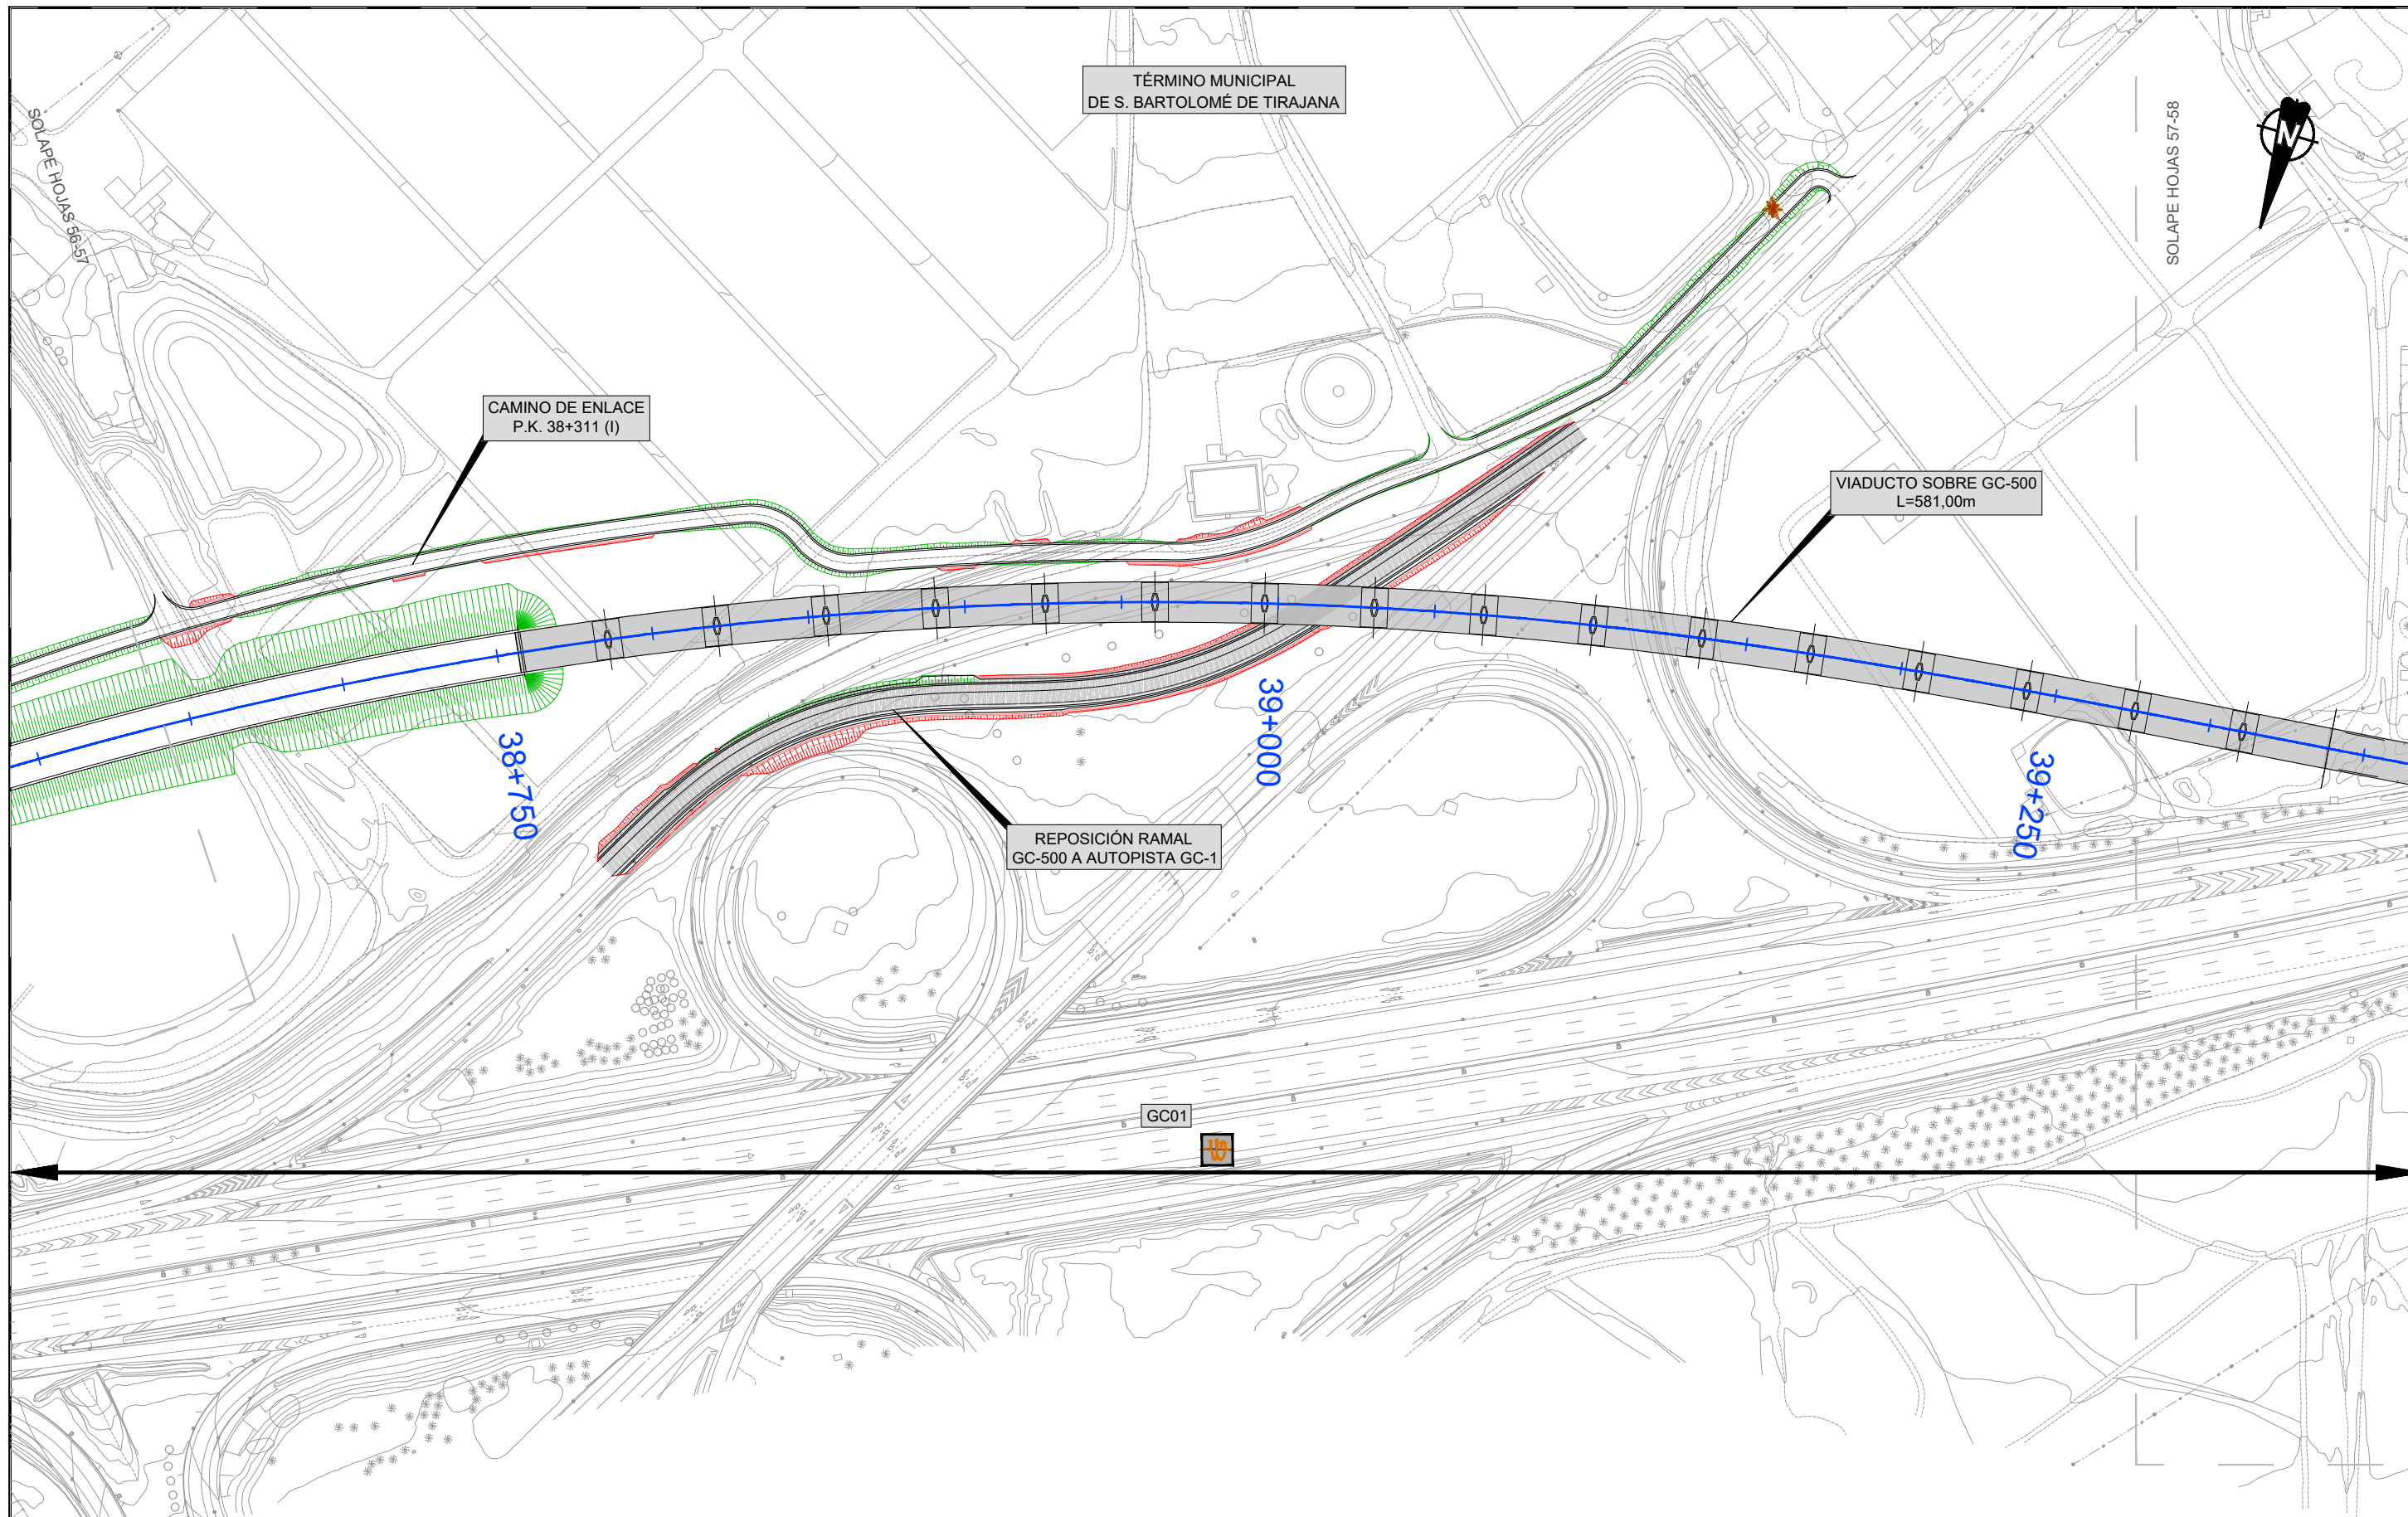 TÉRMINO MUNICIPAL
DE S. BARTOLOMÉ DE TIRAJANA
SOLAPE HOJAS 56-57
SOLAPE HOJAS 57-58
N
CAMINO DE ENLACE
P.K. 38+311 (I)
VIADUCTO SOBRE GC-500
L=581,00m
38+750
39+000
39+250
REPOSICIÓN RAMAL
GC-500 A AUTOPISTA GC-1
GC01